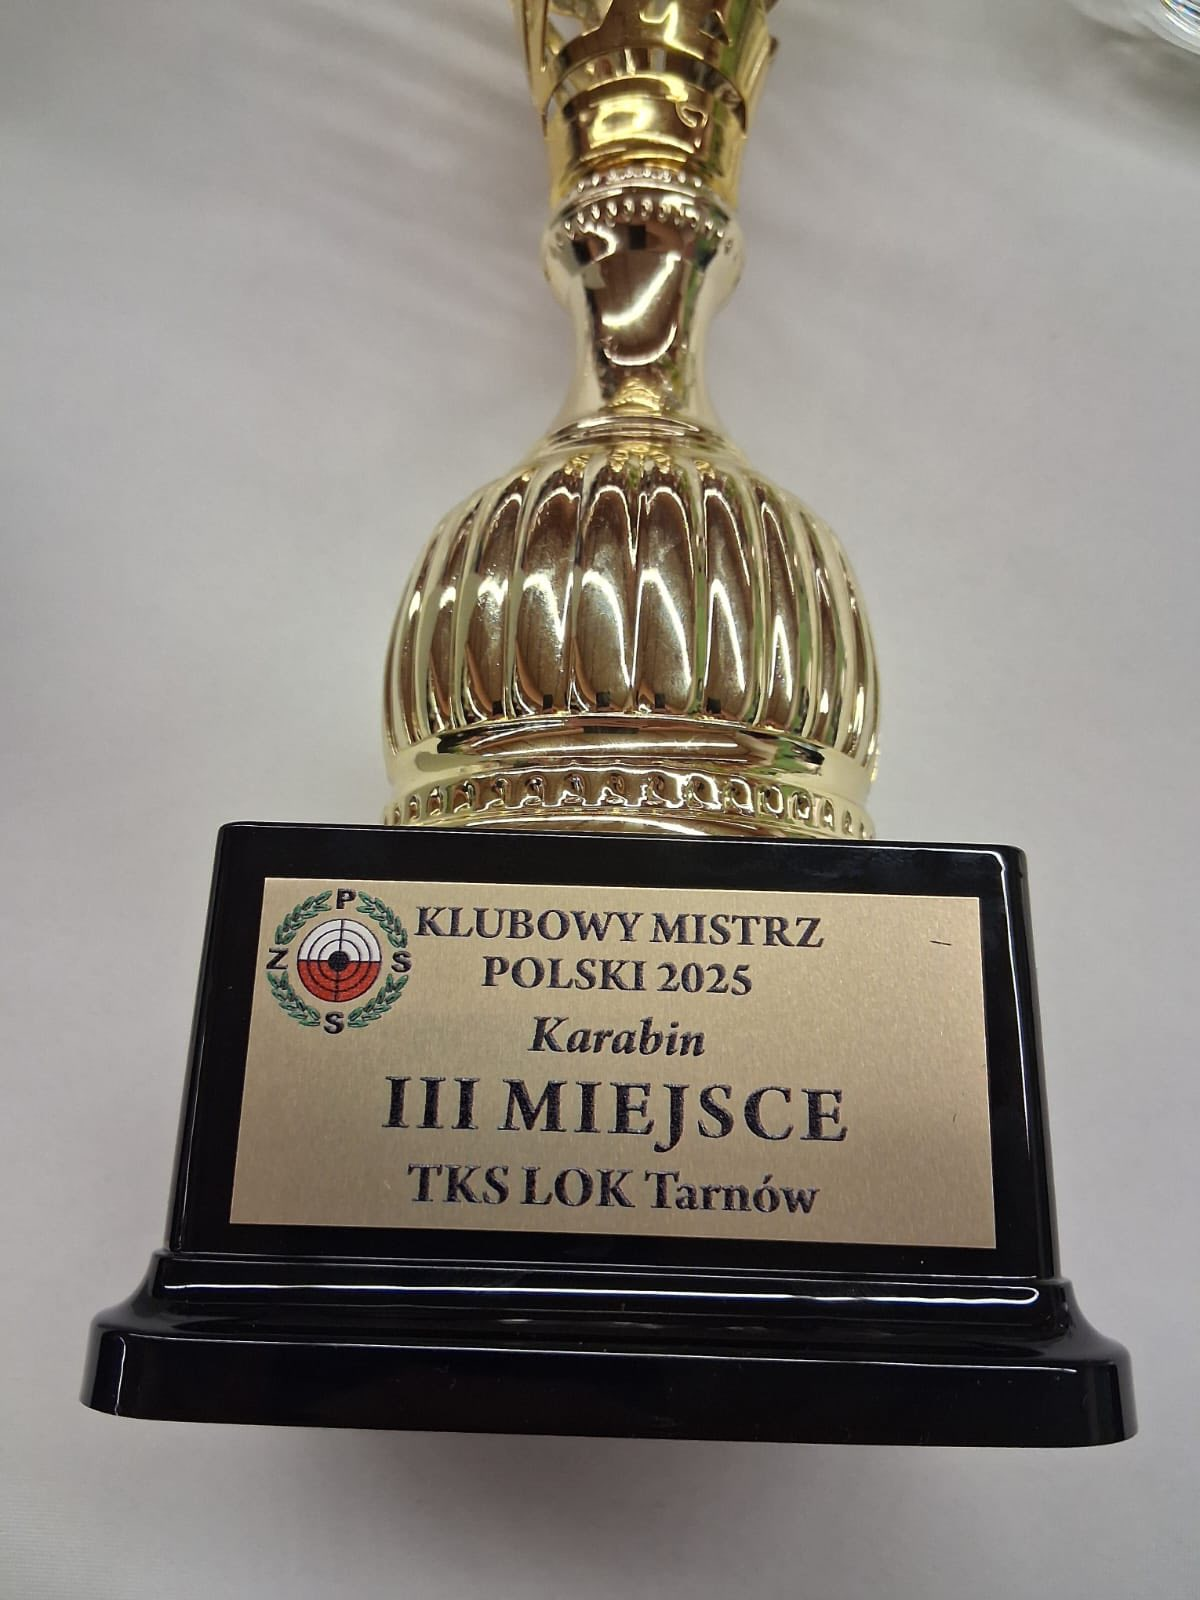 P
Z S
S
KLUBOWY MISTRZ
POLSKI 2025
Karabin
III MIEJSCE
TKS LOK Tarnów